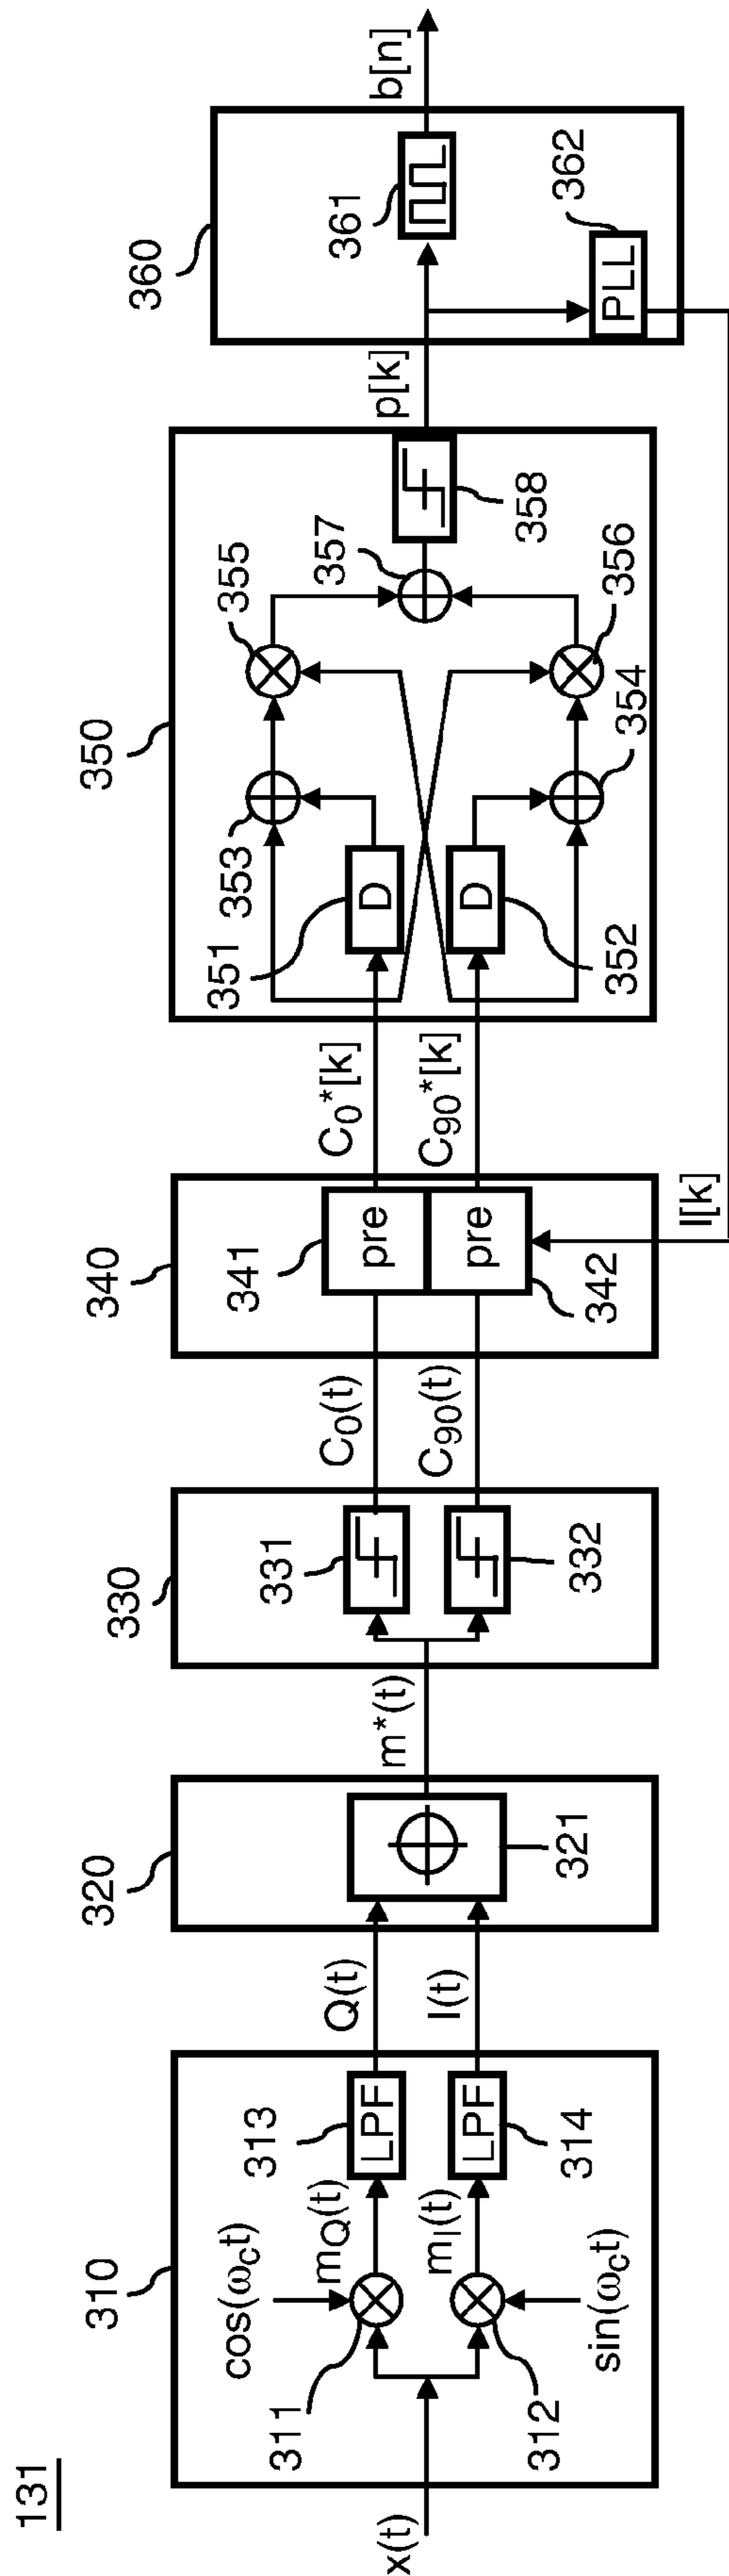 131
x(t)
310
cos(ωct)
311
mQ(t)
313
LPF
312
sin(ωct)
mI(t)
LPF
314
Q(t)
I(t)
320
321
m*(t)
330
331
332
C0(t)
C90(t)
340
341
pre
pre
342
I[k]
C0*[k]
C90*[k]
350
351
353
D
D
352
354
355
356
357
358
p[k]
360
361
PLL
362
b[n]